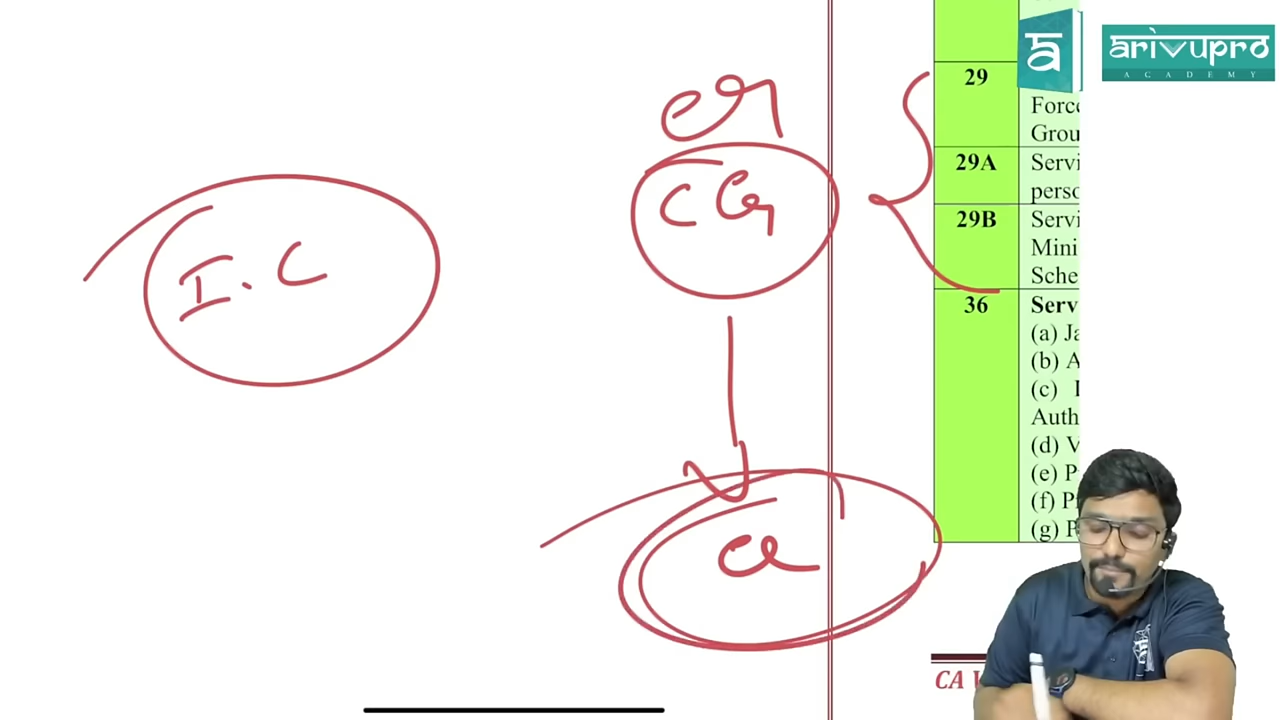 arivupro
ACADEMY
29
Force
Grou
29A
Servi
perso
29B
Servi
Mini
Sche
36
Serv
(a) Ja
(b) A
(c) I
Auth
(d) V
(e) P
(f) P
(g) P
I.C
CG
CA